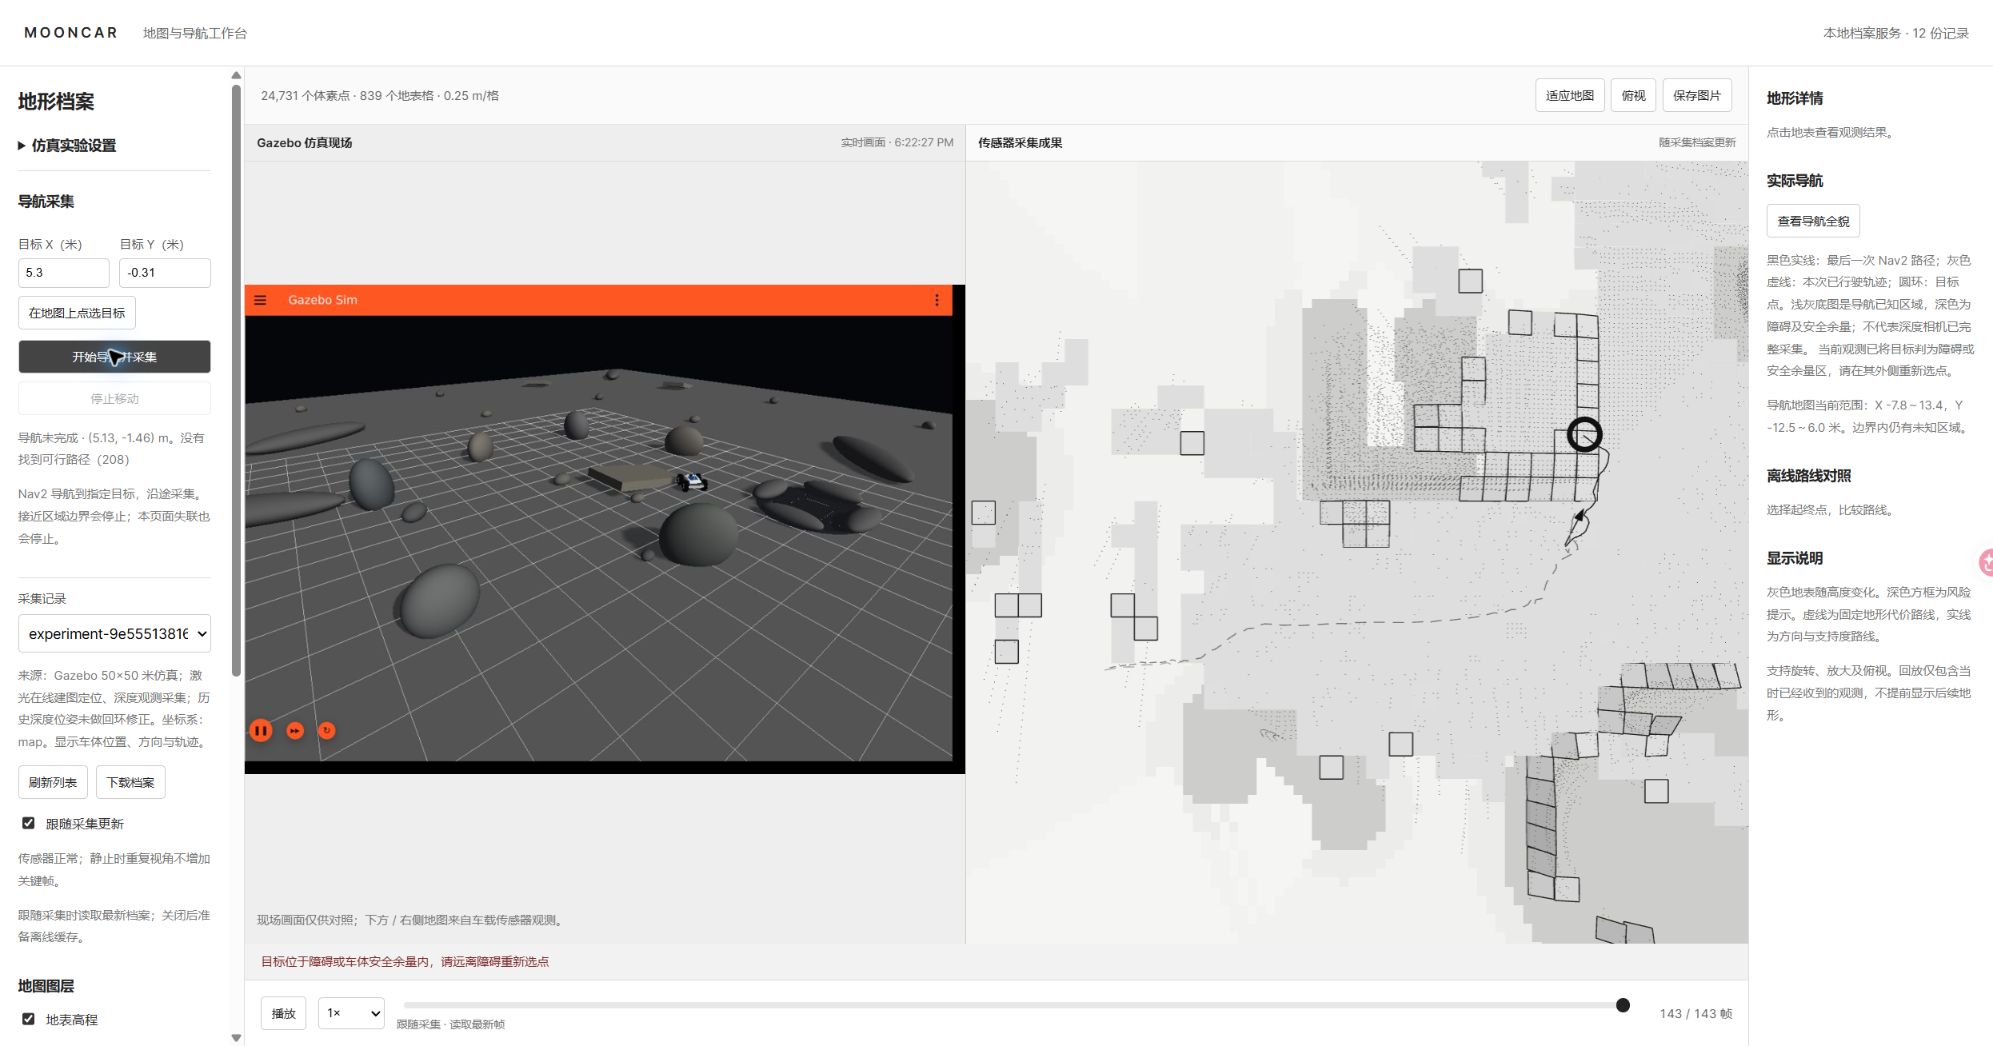 MOONCAR
地图与导航工作台
本地档案服务 · 12 份记录
地形档案
仿真实验设置
导航采集
目标 X（米）
目标 Y（米）
5.3
-0.31
在地图上点选目标
开始导 并采集
停止移动
导航未完成 · (5.13, -1.46) m。没有
找到可行路径（208）
Nav2 导航到指定目标，沿途采集。
接近区域边界会停止；本页面失联也
会停止。
采集记录
experiment-9e5551381
来源：Gazebo 50×50 米仿真；激
光在线建图定位、深度观测采集；历
史深度位姿未做回环修正。坐标系：
map。显示车体位置、方向与轨迹。
刷新列表
下载档案
跟随采集更新
传感器正常；静止时重复视角不增加
关键帧。
跟随采集时读取最新档案；关闭后准
备离线缓存。
地图图层
地表高程
24,731 个体素点 · 839 个地表格 · 0.25 m/格
适应地图
俯视
保存图片
Gazebo 仿真现场
实时画面 · 6:22:27 PM
Gazebo Sim
现场画面仅供对照；下方 / 右侧地图来自车载传感器观测。
传感器采集成果
随采集档案更新
目标位于障碍或车体安全余量内，请远离障碍重新选点
播放
1×
跟随采集 · 读取最新帧
143 / 143 帧
地形详情
点击地表查看观测结果。
实际导航
查看导航全貌
黑色实线：最后一次 Nav2 路径；灰色
虚线：本次已行驶轨迹；圆环：目标
点。浅灰底图是导航已知区域，深色为
障碍及安全余量；不代表深度相机已完
整采集。 当前观测已将目标判为障碍或
安全余量区，请在其外侧重新选点。
导航地图当前范围：X -7.8 ~ 13.4，Y
-12.5 ~ 6.0 米。边界内仍有未知区域。
离线路线对照
选择起终点，比较路线。
显示说明
灰色地表随高度变化。深色方框为风险
提示。虚线为固定地形代价路线，实线
为方向与支持度路线。
支持旋转、放大及俯视。回放仅包含当
时已经收到的观测，不提前显示后续地
形。